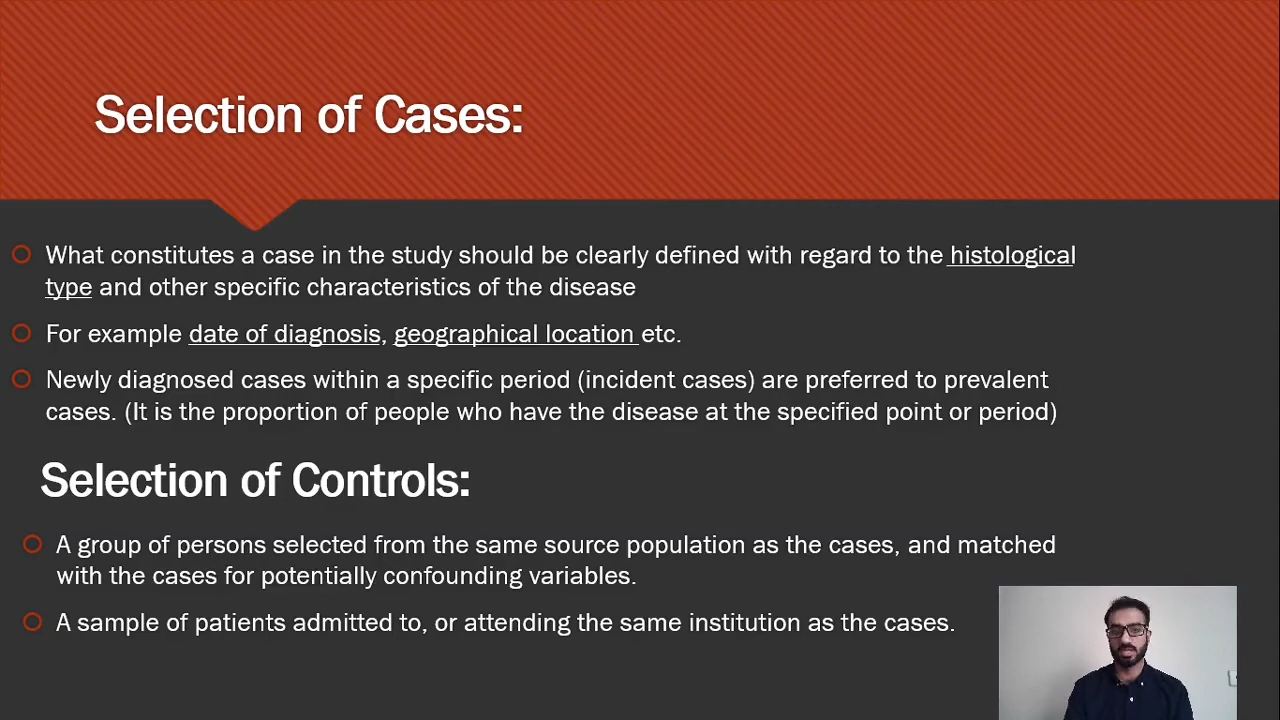 Selection of Cases:
What constitutes a case in the study should be clearly defined with regard to the histological
type and other specific characteristics of the disease
For example date of diagnosis, geographical location etc.
Newly diagnosed cases within a specific period (incident cases) are preferred to prevalent
cases. (It is the proportion of people who have the disease at the specified point or period)
Selection of Controls:
A group of persons selected from the same source population as the cases, and matched
with the cases for potentially confounding variables.
A sample of patients admitted to, or attending the same institution as the cases.